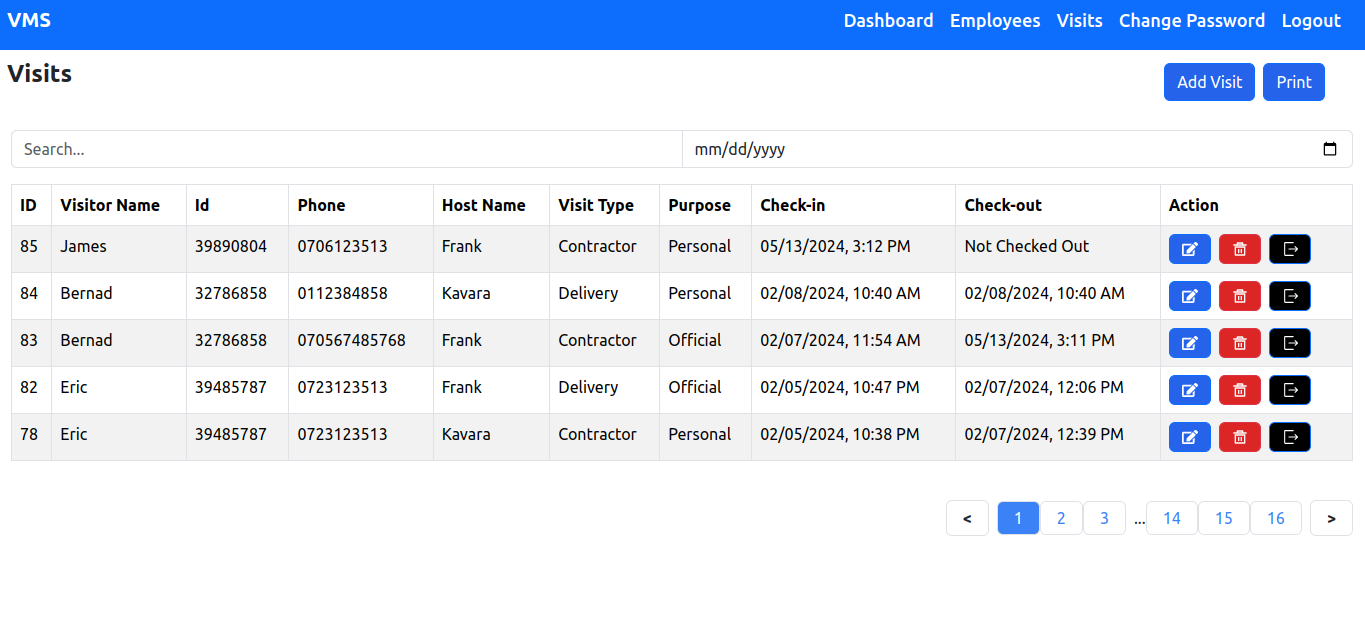 VMS Dashboard Employees Visits Change Password Logout
Visits Add Visit Print
Search... mm/dd/yyyy
ID Visitor Name Id Phone Host Name Visit Type Purpose Check-in Check-out Action
85 James 39890804 0706123513 Frank Contractor Personal 05/13/2024, 3:12 PM Not Checked Out
84 Bernad 32786858 0112384858 Kavara Delivery Personal 02/08/2024, 10:40 AM 02/08/2024, 10:40 AM
83 Bernad 32786858 070567485768 Frank Contractor Official 02/07/2024, 11:54 AM 05/13/2024, 3:11 PM
82 Eric 39485787 0723123513 Frank Delivery Official 02/05/2024, 10:47 PM 02/07/2024, 12:06 PM
78 Eric 39485787 0723123513 Kavara Contractor Personal 02/05/2024, 10:38 PM 02/07/2024, 12:39 PM
< 1 2 3 ... 14 15 16 >